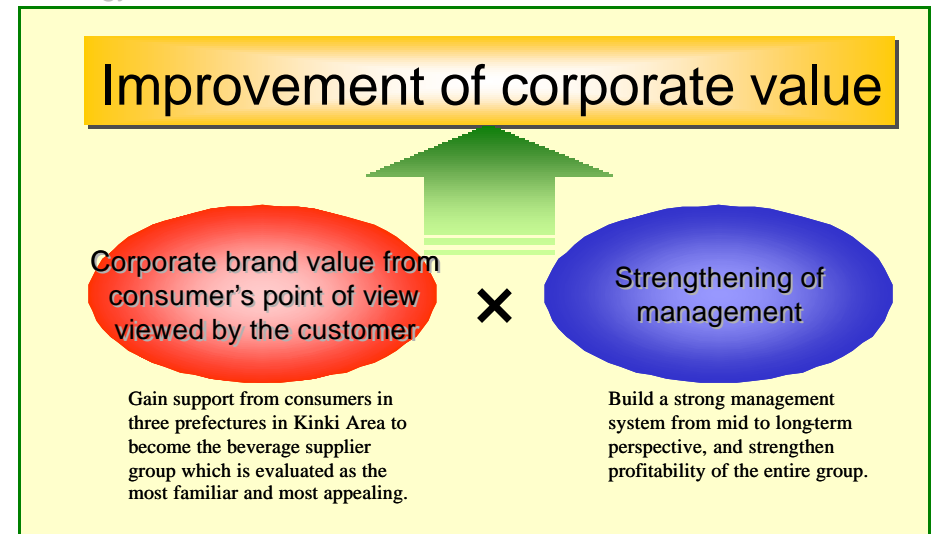 Improvement of corporate value
Corporate brand value from
consumer's point of view
viewed by the customer
×
Strengthening of
management
Gain support from consumers in
three prefectures in Kinki Area to
become the beverage supplier
group which is evaluated as the
most familiar and most appealing.
Build a strong management
system from mid to long-term
perspective, and strengthen
profitability of the entire group.